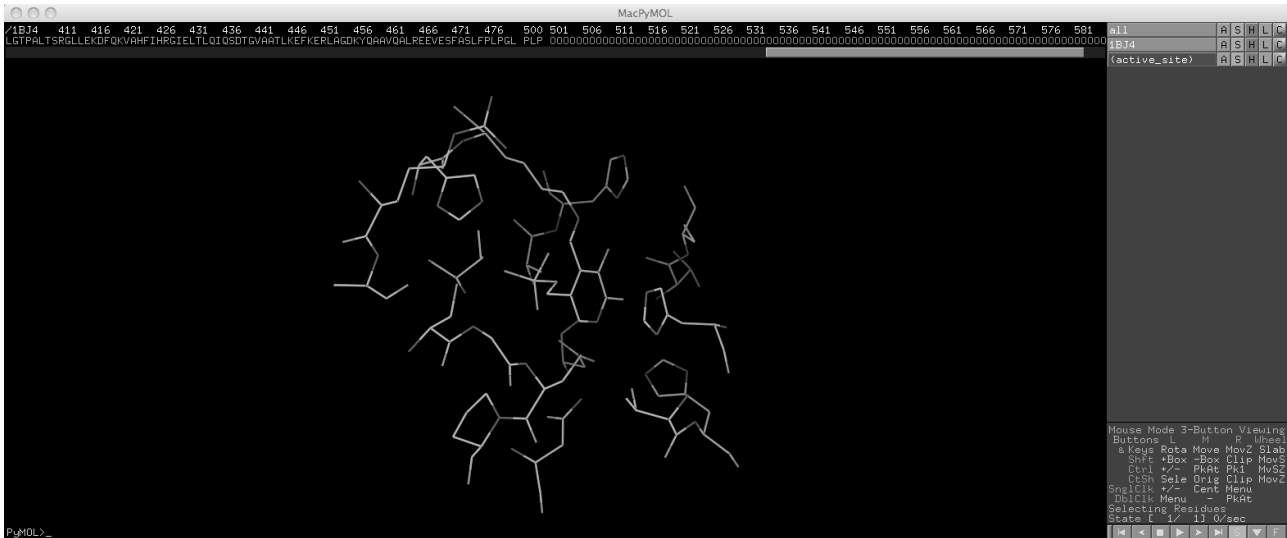 MacPyMOL
/1BJ4 411 416 421 426 431 436 441 446 451 456 461 466 471 476 500 501 506 511 516 521 526 531 536 541 546 551 556 561 566 571 576 581
LGTPALTSRGLLEKDFQKVAHFIHRGIELTLQIQSDTGVAATLKEFKERLAGDKYQAAVQALREEVESFASLFPLPGL PLP OOOOOOOOOOOOOOOOOOOOOOOOOOOOOOOOOOOOOOOOOOOOOOOOOOOOOOOOOOOOOOOOOOOOOOOOOOOOOOOOOOOO
all A S H L C
1BJ4 A S H L C
(active_site) A S H L C
Mouse Mode 3-Button Viewing
Buttons L M R Wheel
& Keys Rota Move MovZ Slab
Shft +Box -Box Clip MovS
Ctrl +/- PkAt Pk1 MvSZ
CtSh Sele Orig Clip MovZ
SnglClk +/- Cent Menu
DblClk Menu - PkAt
Selecting Residues
State [ 1/ 1] 0/sec
PyMOL>_
S F